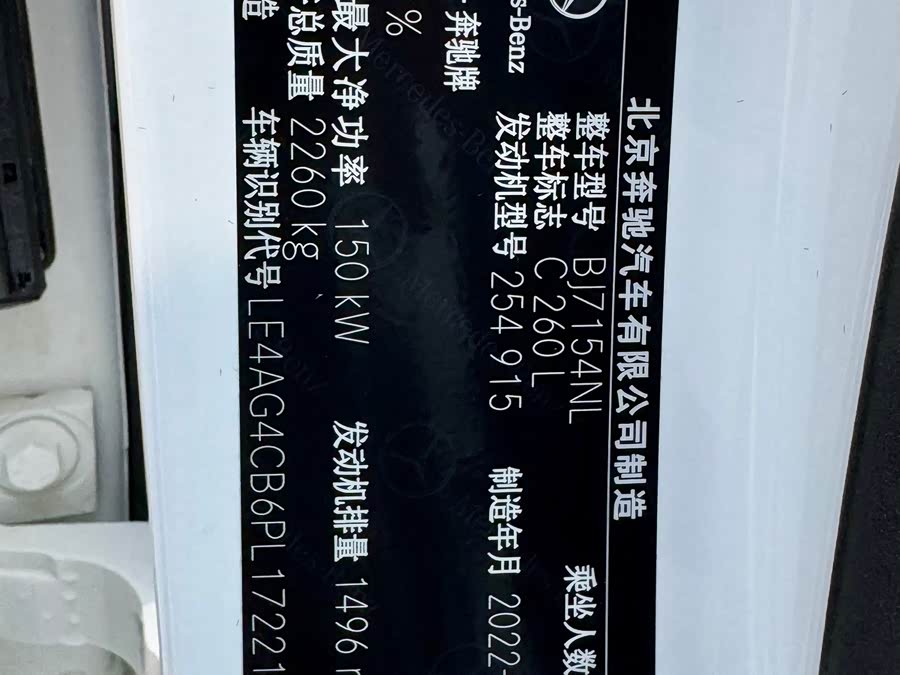 北京奔驰汽车有限公司制造
整车型号 BJ7154NL 乘坐人数
整车标志 C 260 L
s-Benz 发动机型号 254 915 制造年月 2022-
奔驰牌
%
最大净功率 150 kW 发动机排量 1496 m
总质量 2260 kg
造 车辆识别代号 LE4AG4CB6PL17221